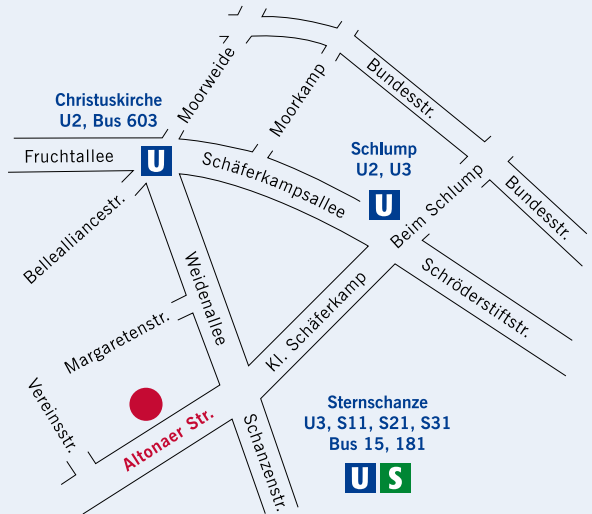 Moorweide
Bundesstr.
Christuskirche
U2, Bus 603
Moorkamp
Schlump
U2, U3
Fruchtallee
U
Schäferkampsallee
U
Beim Schlump
Bundesstr.
Bellealliancestr.
Weidenallee
Schröderstiftstr.
Margaretenstr.
Kl. Schäferkamp
Vereinsstr.
Altonaer Str.
Schanzenstr.
Sternschanze
U3, S11, S21, S31
Bus 15, 181
U S